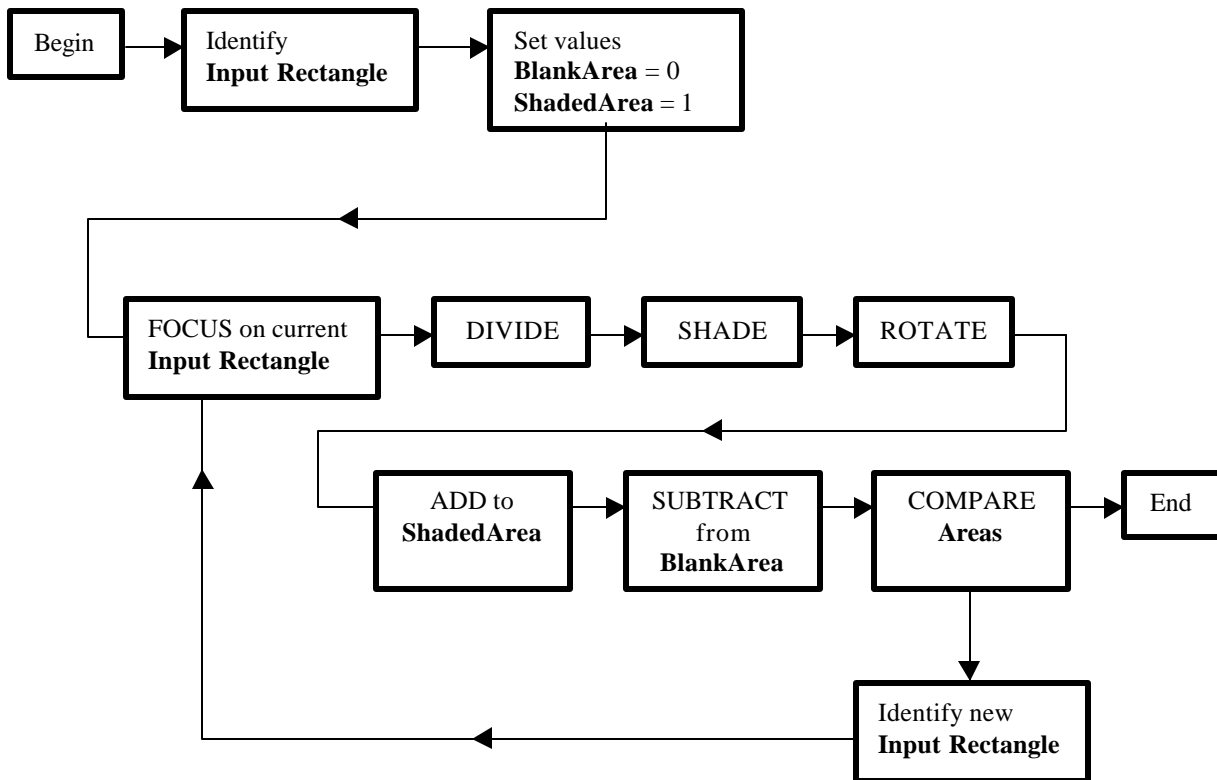 Begin
Identify
Input Rectangle
Set values
BlankArea = 0
ShadedArea = 1
FOCUS on current
Input Rectangle
DIVIDE
SHADE
ROTATE
ADD to
ShadedArea
SUBTRACT
from
BlankArea
COMPARE
Areas
End
Identify new
Input Rectangle